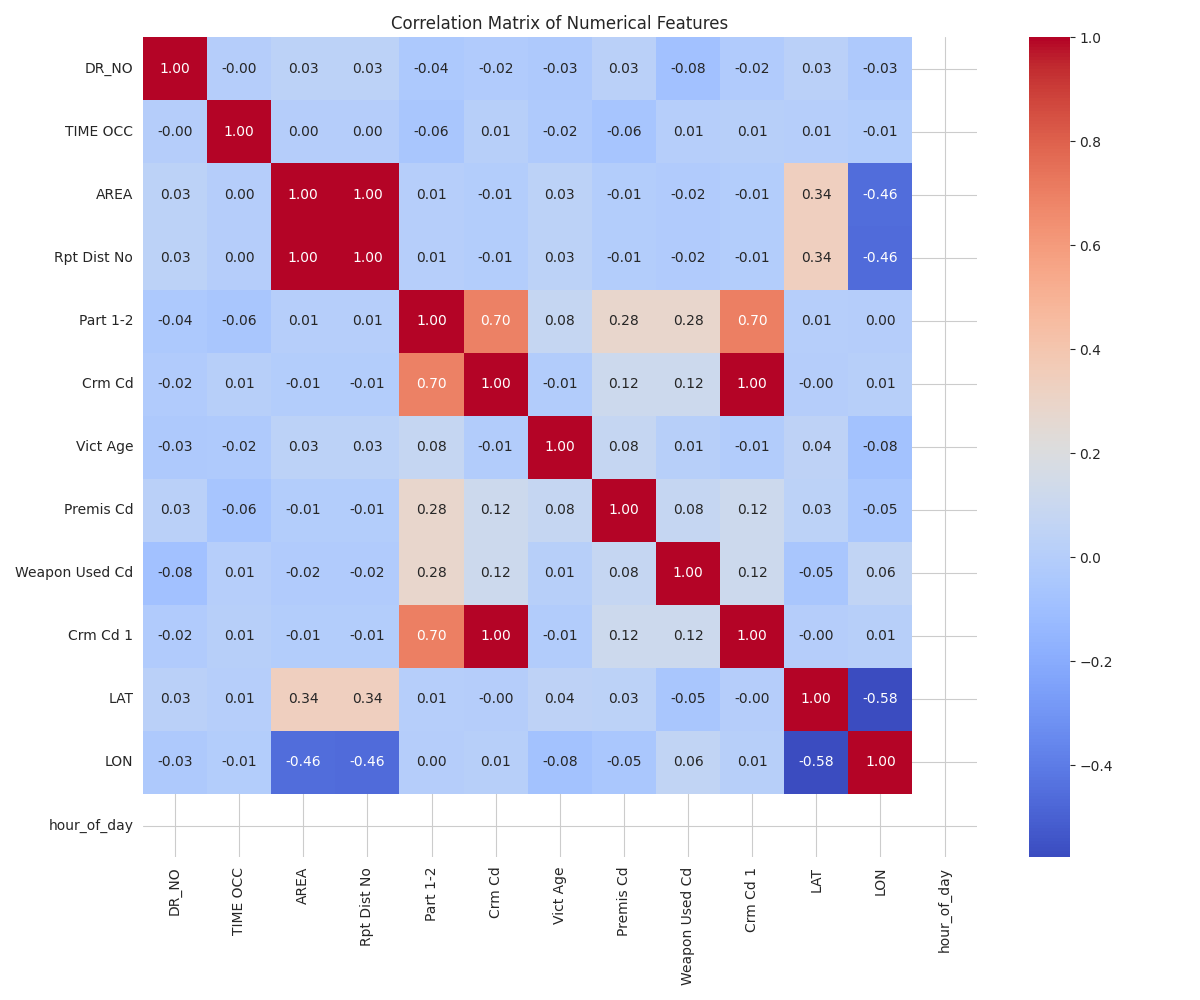 Correlation Matrix of Numerical Features
DR_NO 1.00 -0.00 0.03 0.03 -0.04 -0.02 -0.03 0.03 -0.08 -0.02 0.03 -0.03
TIME OCC -0.00 1.00 0.00 0.00 -0.06 0.01 -0.02 -0.06 0.01 0.01 0.01 -0.01
AREA 0.03 0.00 1.00 1.00 0.01 -0.01 0.03 -0.01 -0.02 -0.01 0.34 -0.46
Rpt Dist No 0.03 0.00 1.00 1.00 0.01 -0.01 0.03 -0.01 -0.02 -0.01 0.34 -0.46
Part 1-2 -0.04 -0.06 0.01 0.01 1.00 0.70 0.08 0.28 0.28 0.70 0.01 0.00
Crm Cd -0.02 0.01 -0.01 -0.01 0.70 1.00 -0.01 0.12 0.12 1.00 -0.00 0.01
Vict Age -0.03 -0.02 0.03 0.03 0.08 -0.01 1.00 0.08 0.01 -0.01 0.04 -0.08
Premis Cd 0.03 -0.06 -0.01 -0.01 0.28 0.12 0.08 1.00 0.08 0.12 0.03 -0.05
Weapon Used Cd -0.08 0.01 -0.02 -0.02 0.28 0.12 0.01 0.08 1.00 0.12 -0.05 0.06
Crm Cd 1 -0.02 0.01 -0.01 -0.01 0.70 1.00 -0.01 0.12 0.12 1.00 -0.00 0.01
LAT 0.03 0.01 0.34 0.34 0.01 -0.00 0.04 0.03 -0.05 -0.00 1.00 -0.58
LON -0.03 -0.01 -0.46 -0.46 0.00 0.01 -0.08 -0.05 0.06 0.01 -0.58 1.00
hour_of_day
DR_NO
TIME OCC
AREA
Rpt Dist No
Part 1-2
Crm Cd
Vict Age
Premis Cd
Weapon Used Cd
Crm Cd 1
LAT
LON
hour_of_day
1.0
0.8
0.6
0.4
0.2
0.0
−0.2
−0.4